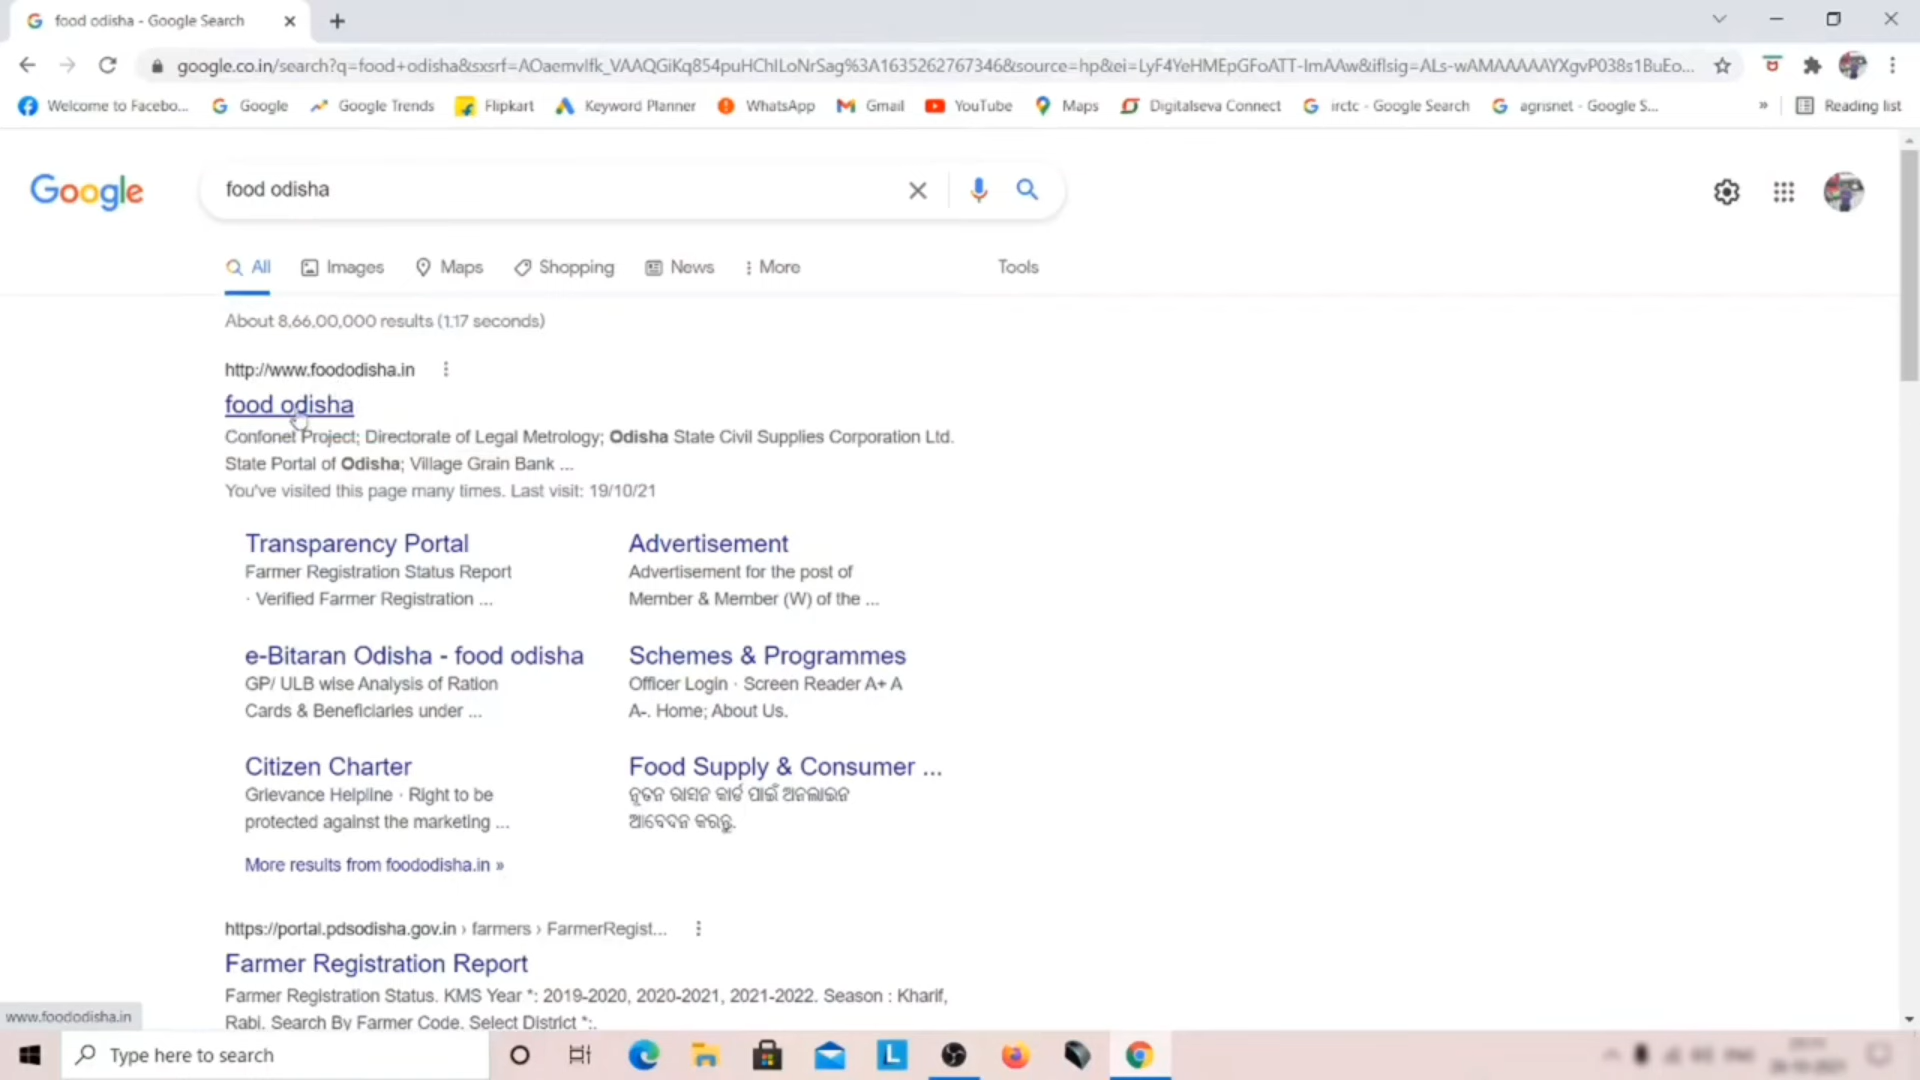 food odisha - Google Search
google.co.in/search?q=food+odisha&sxsrf=AOaemvIfk_VAAQGiKq854puHChILoNrSag%3A1635262767346&source=hp&ei=LyF4YeHMEpGFoATT-ImAAw&iflsig=ALs-wAMAAAAAYXgvP038s1BuEo...
Welcome to Facebo... Google Google Trends Flipkart Keyword Planner WhatsApp Gmail YouTube Maps Digitalseva Connect irctc - Google Search agrisnet - Google S... » Reading list
Google food odisha
All Images Maps Shopping News More Tools
About 8,66,00,000 results (1.17 seconds)
http://www.foododisha.in
food odisha
Confonet Project; Directorate of Legal Metrology; Odisha State Civil Supplies Corporation Ltd.
State Portal of Odisha; Village Grain Bank ...
You've visited this page many times. Last visit: 19/10/21
Transparency Portal
Farmer Registration Status Report
· Verified Farmer Registration ...
Advertisement
Advertisement for the post of
Member & Member (W) of the ...
e-Bitaran Odisha - food odisha
GP/ ULB wise Analysis of Ration
Cards & Beneficiaries under ...
Schemes & Programmes
Officer Login · Screen Reader A+ A
A-. Home; About Us.
Citizen Charter
Grievance Helpline · Right to be
protected against the marketing ...
Food Supply & Consumer ...
ନୂତନ ରାସନ କାର୍ଡ ପାଇଁ ଅନଲାଇନ
ଆବେଦନ କରନ୍ତୁ.
More results from foododisha.in »
https://portal.pdsodisha.gov.in › farmers › FarmerRegist...
Farmer Registration Report
Farmer Registration Status. KMS Year *: 2019-2020, 2020-2021, 2021-2022. Season : Kharif,
Rabi. Search By Farmer Code. Select District *:.
www.foododisha.in
Type here to search